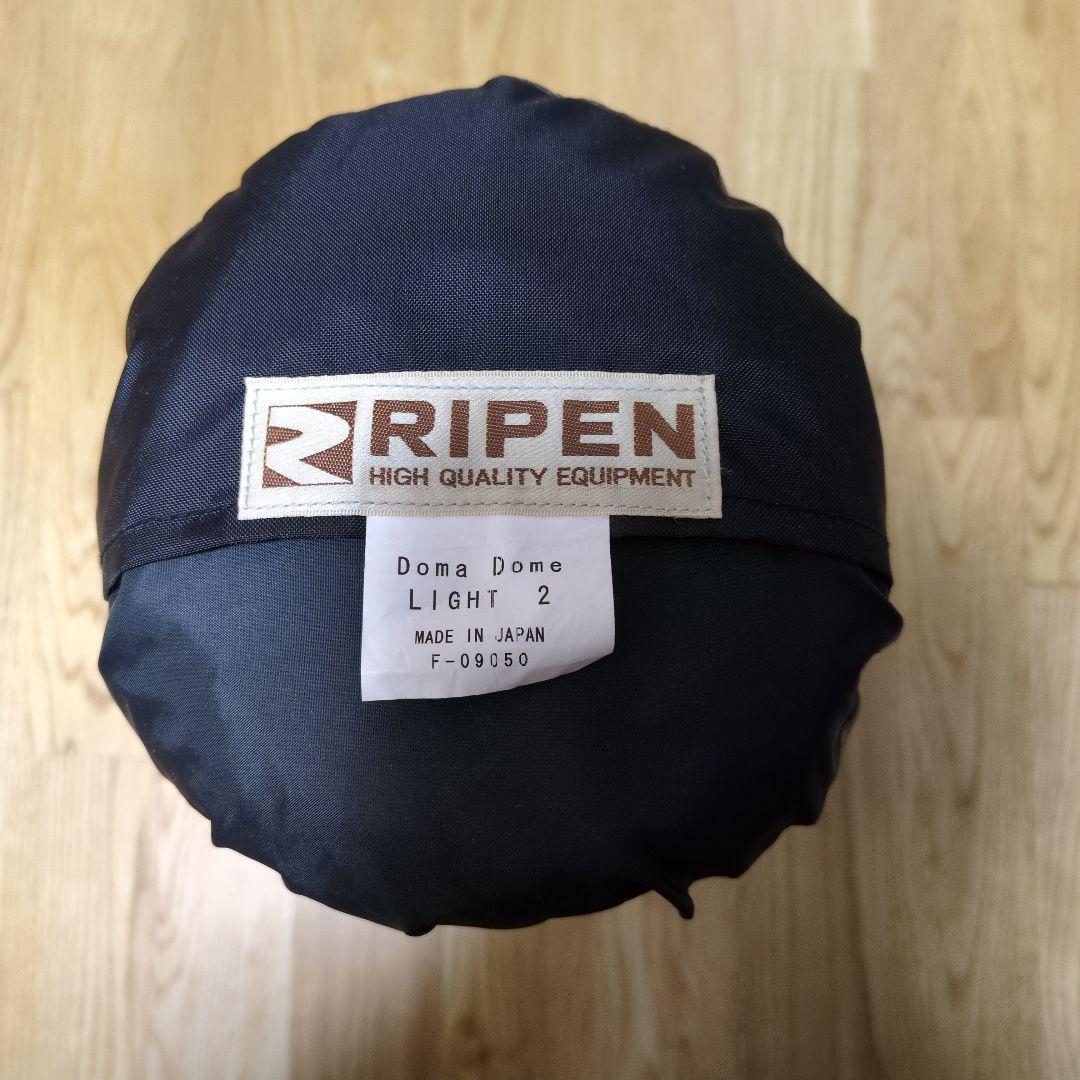 RIPEN
HIGH QUALITY EQUIPMENT
Doma Dome
LIGHT 2
MADE IN JAPAN
F-09050